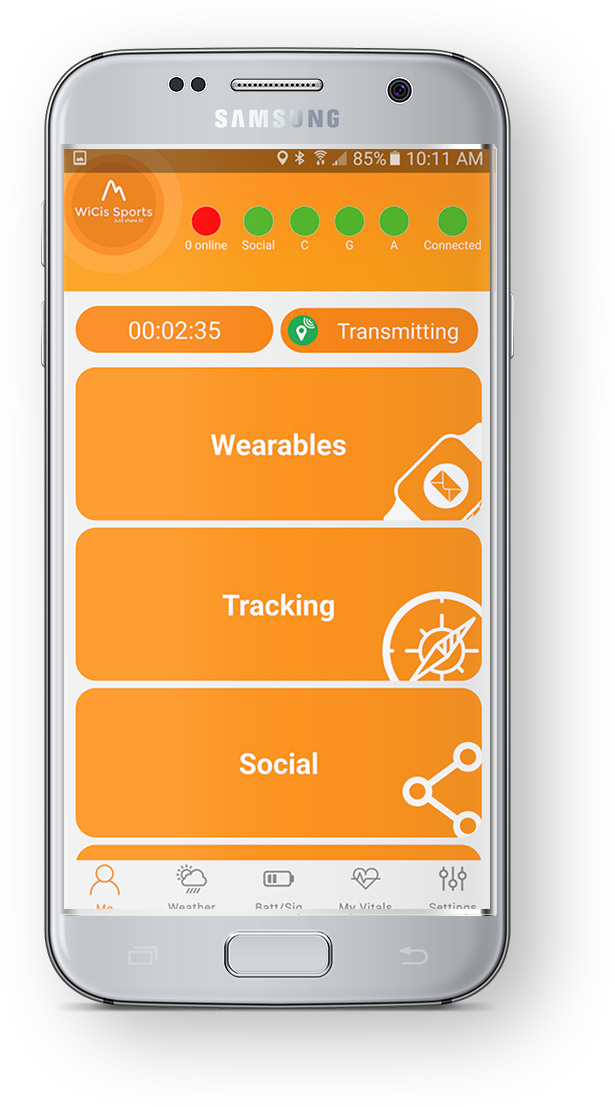 SAMSUNG
85% 10:11 AM
WiCis Sports
Just share it!
0 online Social C G A Connected
00:02:35 Transmitting
Wearables
Tracking
Social
Me Weather Batt/Sig My Vitals Settings